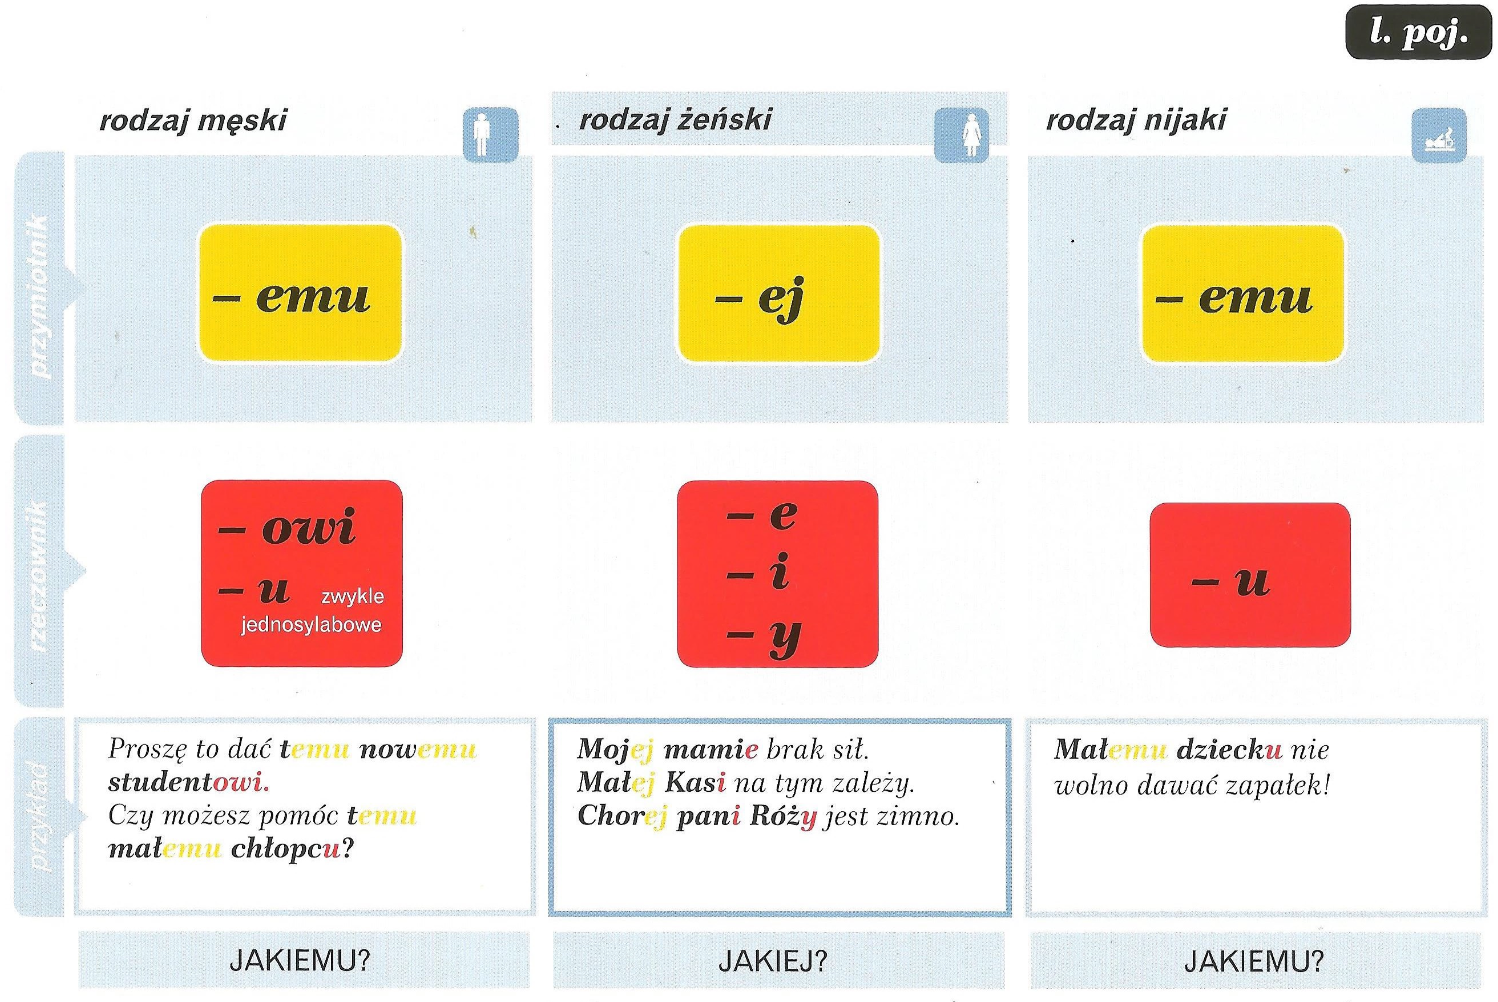 l. poj.
rodzaj męski
rodzaj żeński
rodzaj nijaki
przymiotnik
– emu
– ej
– emu
rzeczownik
– owi
– u zwykle
jednosylabowe
– e
– i
– y
– u
przykład
Proszę to dać temu nowemu
studentowi.
Czy możesz pomóc temu
małemu chłopcu?
Mojej mamie brak sił.
Małej Kasi na tym zależy.
Chorej pani Róży jest zimno.
Małemu dziecku nie
wolno dawać zapałek!
JAKIEMU?
JAKIEJ?
JAKIEMU?